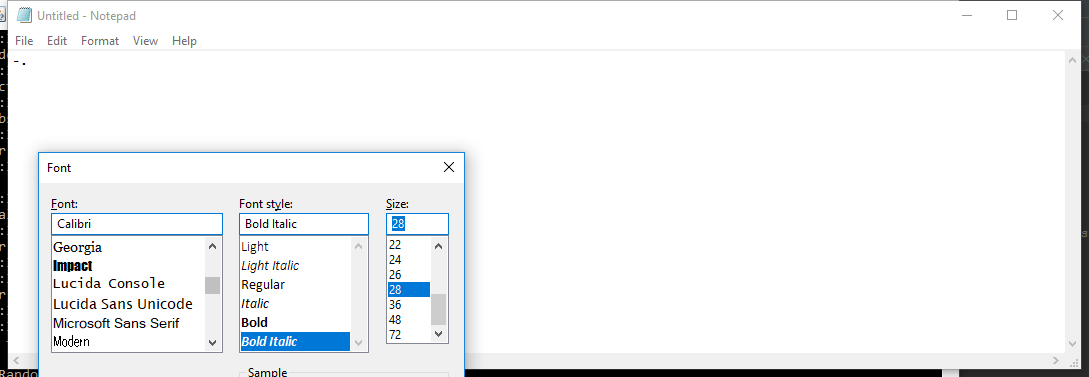 Untitled - Notepad
File Edit Format View Help
-.
Font
Font: Font style: Size:
Calibri Bold Italic 28
Georgia Light 22
Impact Light Italic 24
Lucida Console Regular 26
Lucida Sans Unicode Italic 28
Microsoft Sans Serif Bold 36
Modern Bold Italic 48
72
Sample
Rando